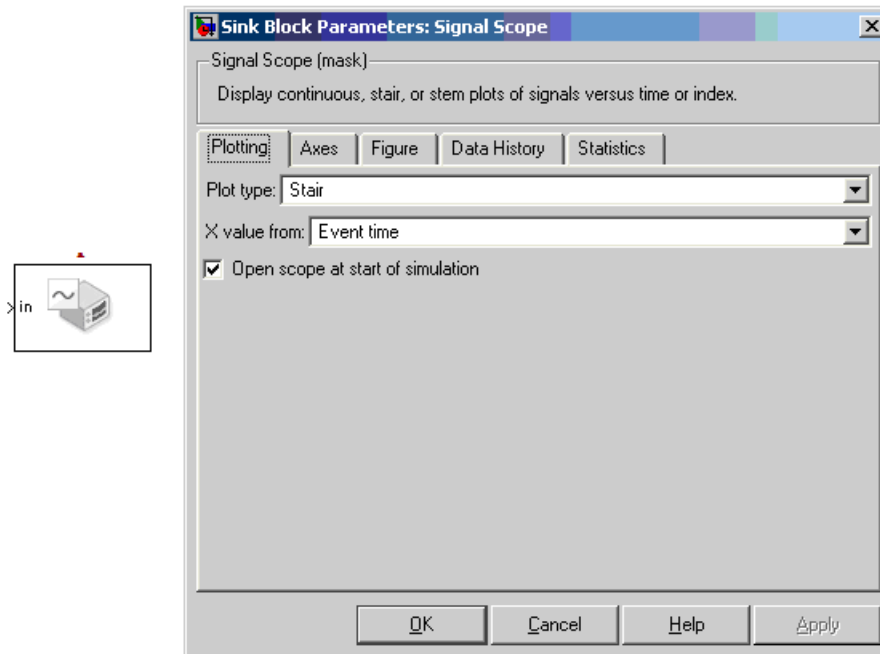 Sink Block Parameters: Signal Scope
Signal Scope (mask)
Display continuous, stair, or stem plots of signals versus time or index.
Plotting Axes Figure Data History Statistics
Plot type: Stair
X value from: Event time
Open scope at start of simulation
in
OK Cancel Help Apply